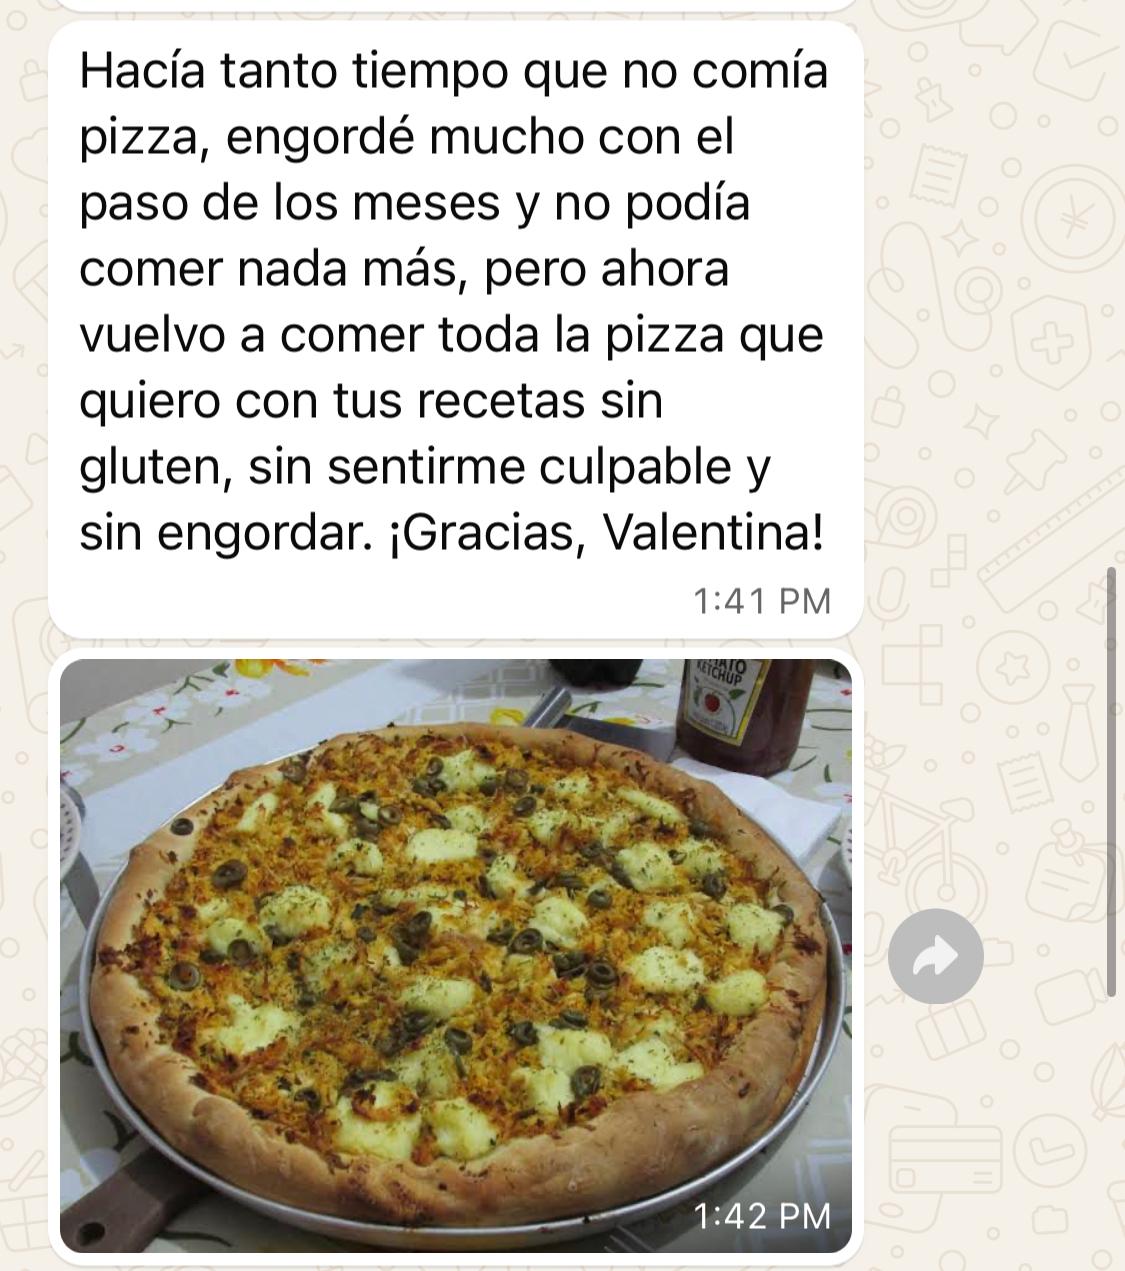 Hacía tanto tiempo que no comía
pizza, engordé mucho con el
paso de los meses y no podía
comer nada más, pero ahora
vuelvo a comer toda la pizza que
quiero con tus recetas sin
gluten, sin sentirme culpable y
sin engordar. ¡Gracias, Valentina!
1:41 PM
KETCHUP
1:42 PM